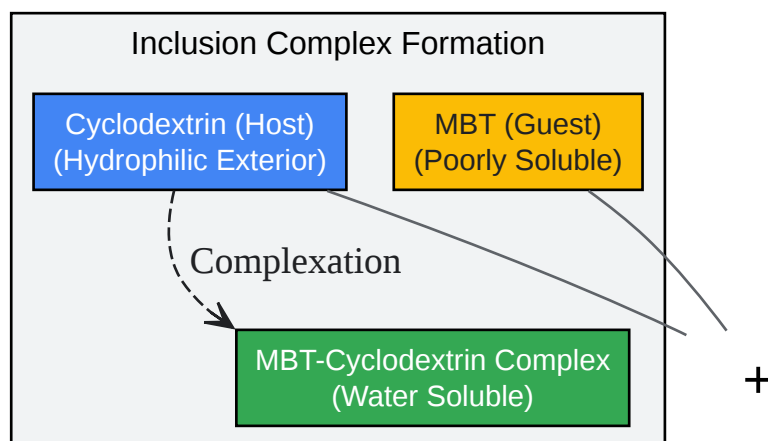 Inclusion Complex Formation
Cyclodextrin (Host)
(Hydrophilic Exterior)
MBT (Guest)
(Poorly Soluble)
Complexation
MBT-Cyclodextrin Complex
(Water Soluble)
+